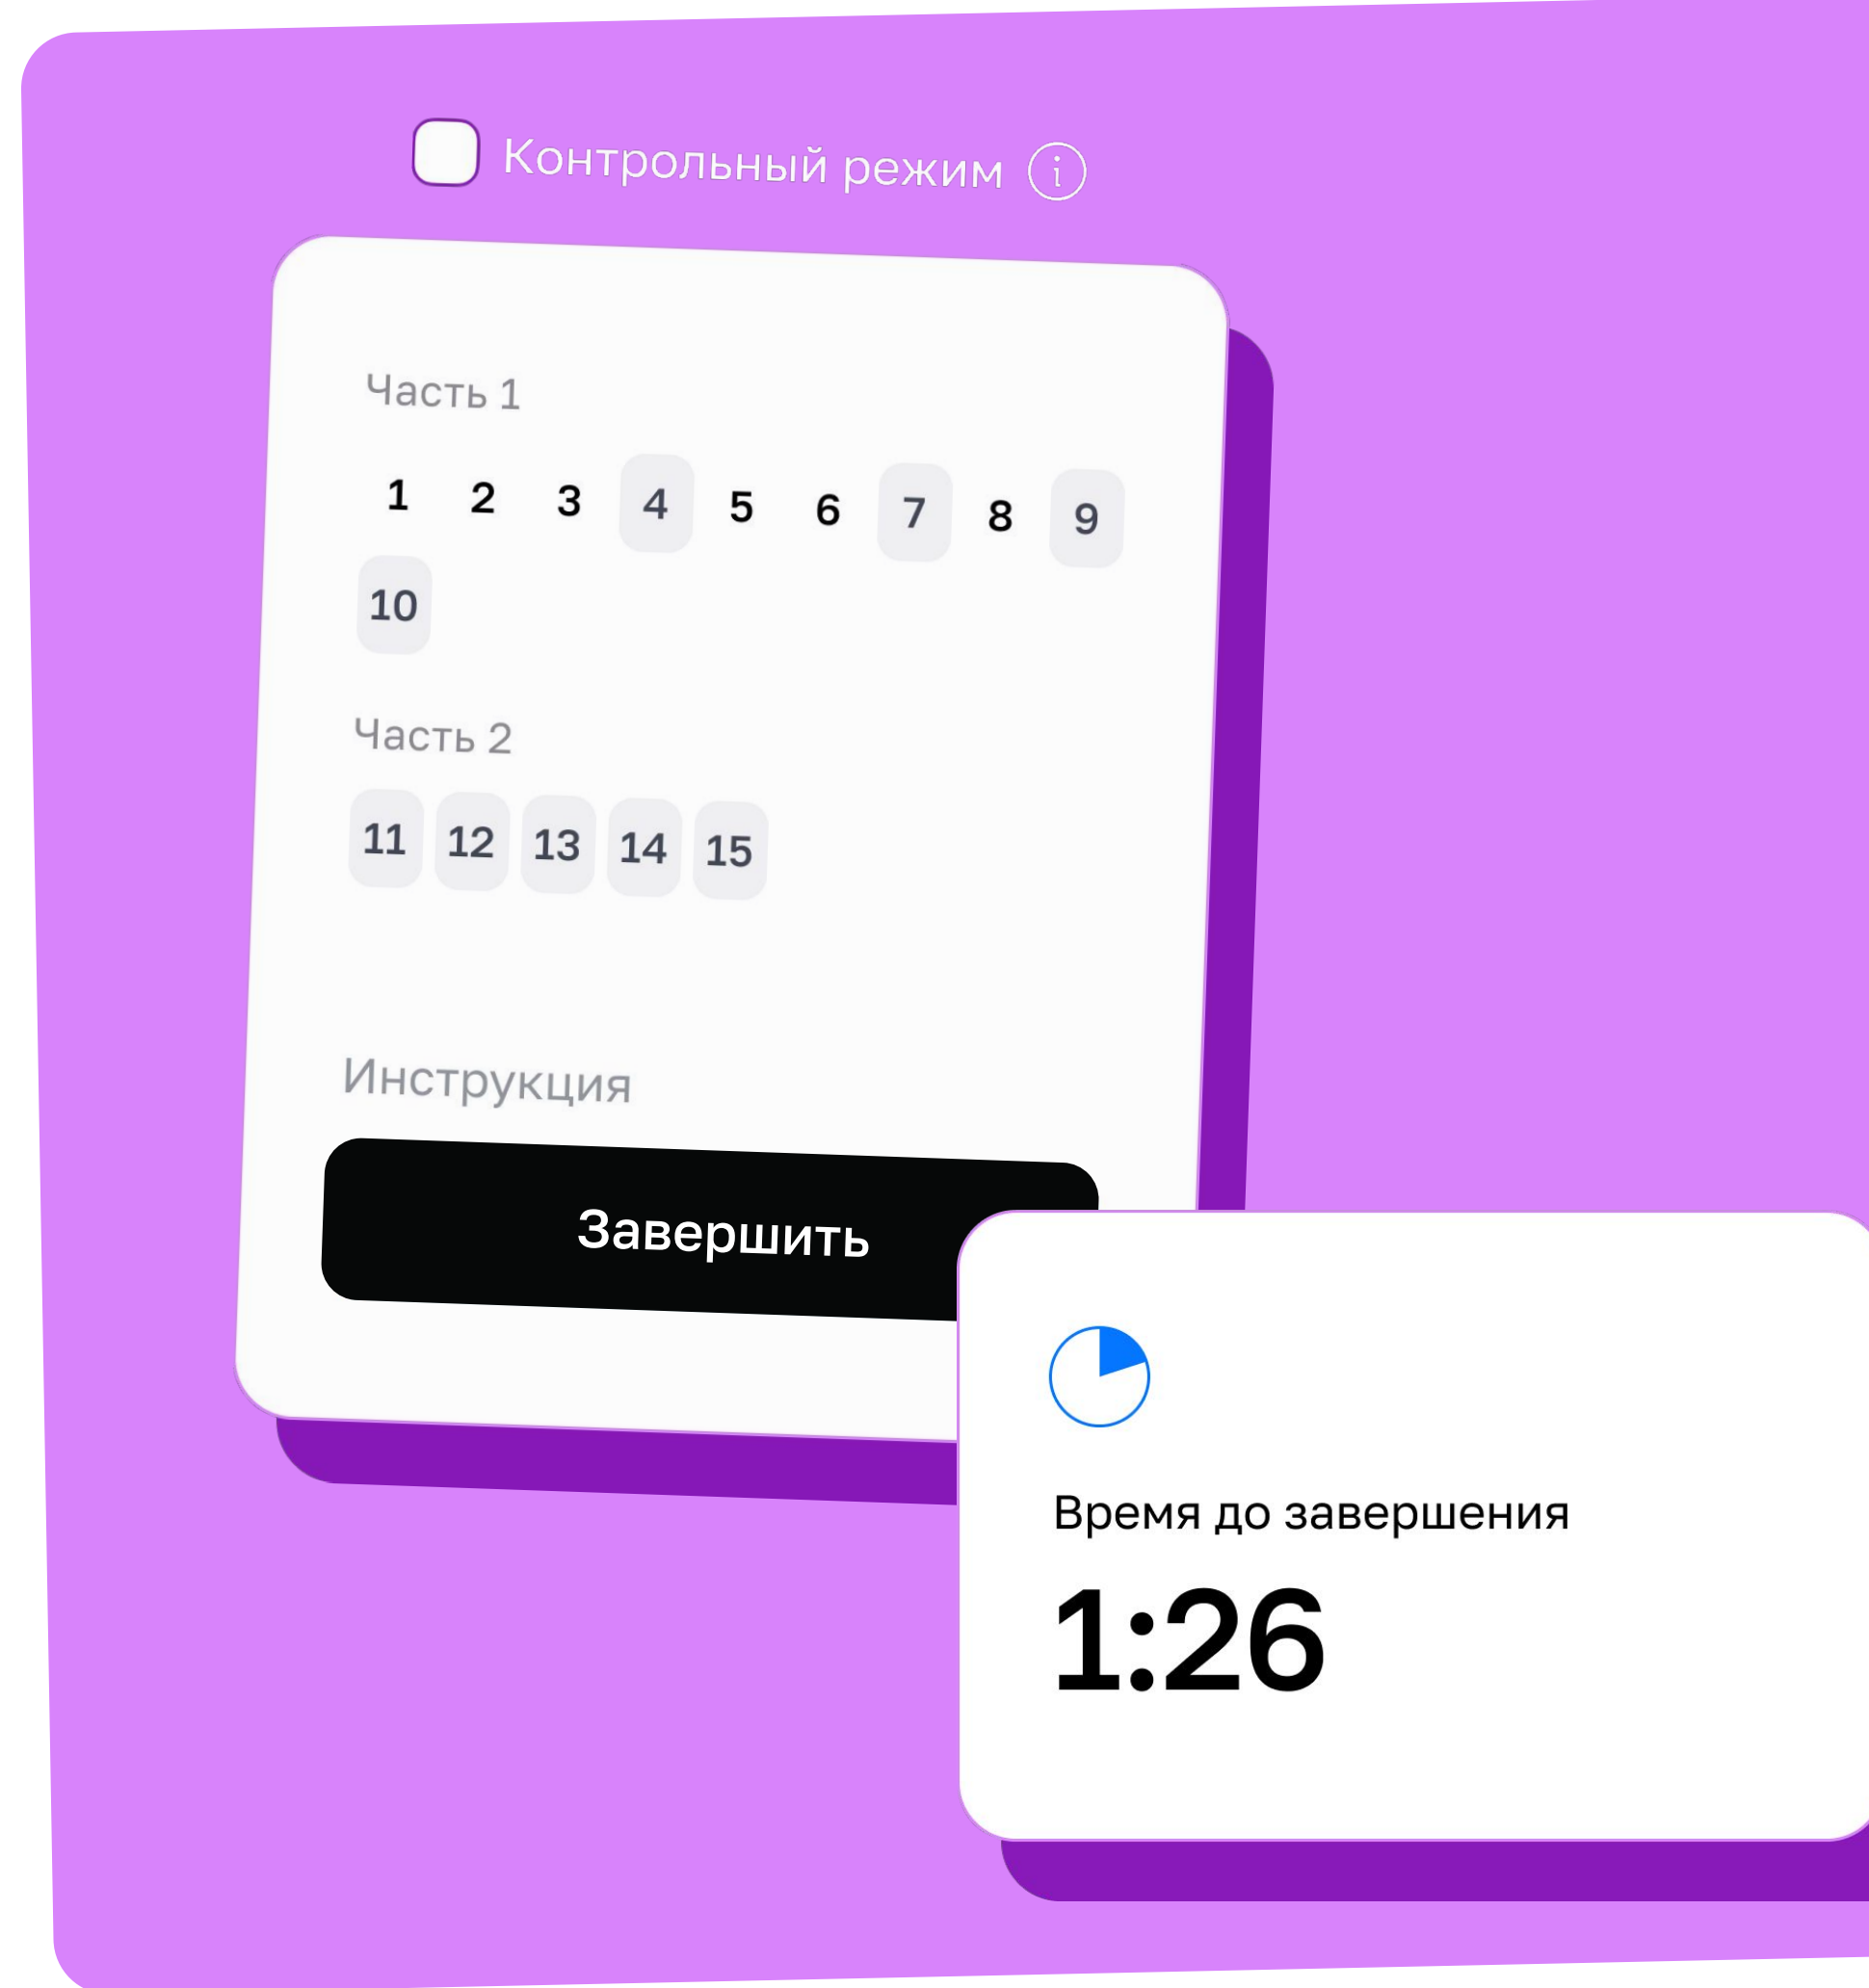 Контрольный режим
Часть 1
1 2 3 4 5 6 7 8 9
10
Часть 2
11 12 13 14 15
Инструкция
Завершить
Время до завершения
1:26